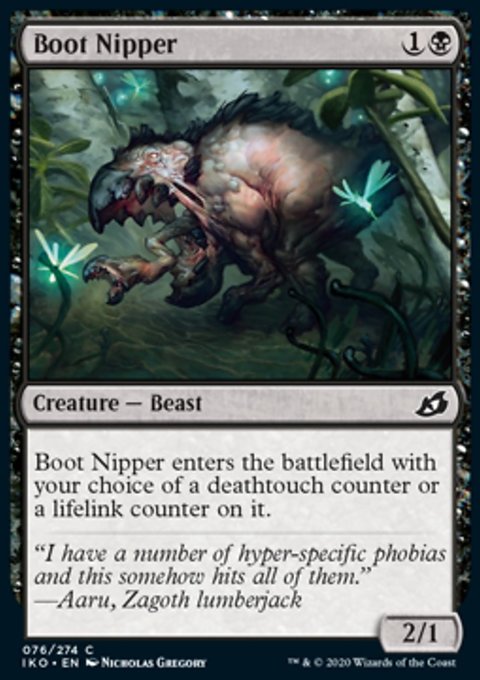 Boot Nipper 1
Creature — Beast
Boot Nipper enters the battlefield with
your choice of a deathtouch counter or
a lifelink counter on it.
“I have a number of hyper-specific phobias
and this somehow hits all of them.”
—Aaru, Zagoth lumberjack
2/1
076/274 C
IKO • EN Nicholas Gregory
™ & © 2020 Wizards of the Coast